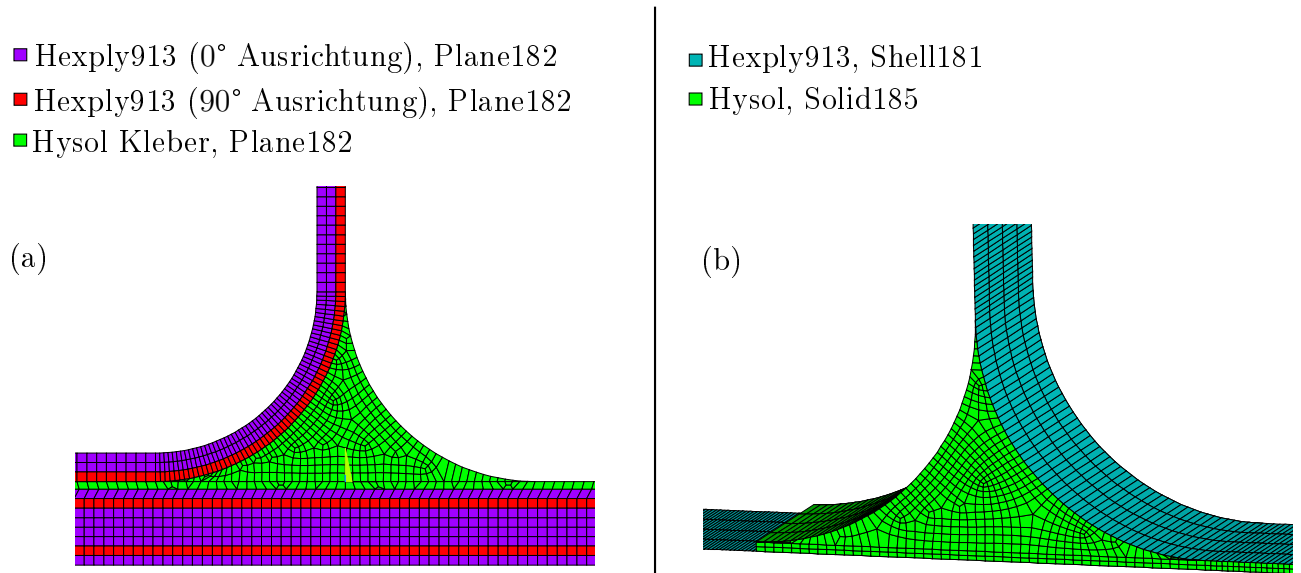 Hexply913 (0° Ausrichtung), Plane182
Hexply913 (90° Ausrichtung), Plane182
Hysol Kleber, Plane182
(a)
Hexply913, Shell181
Hysol, Solid185
(b)